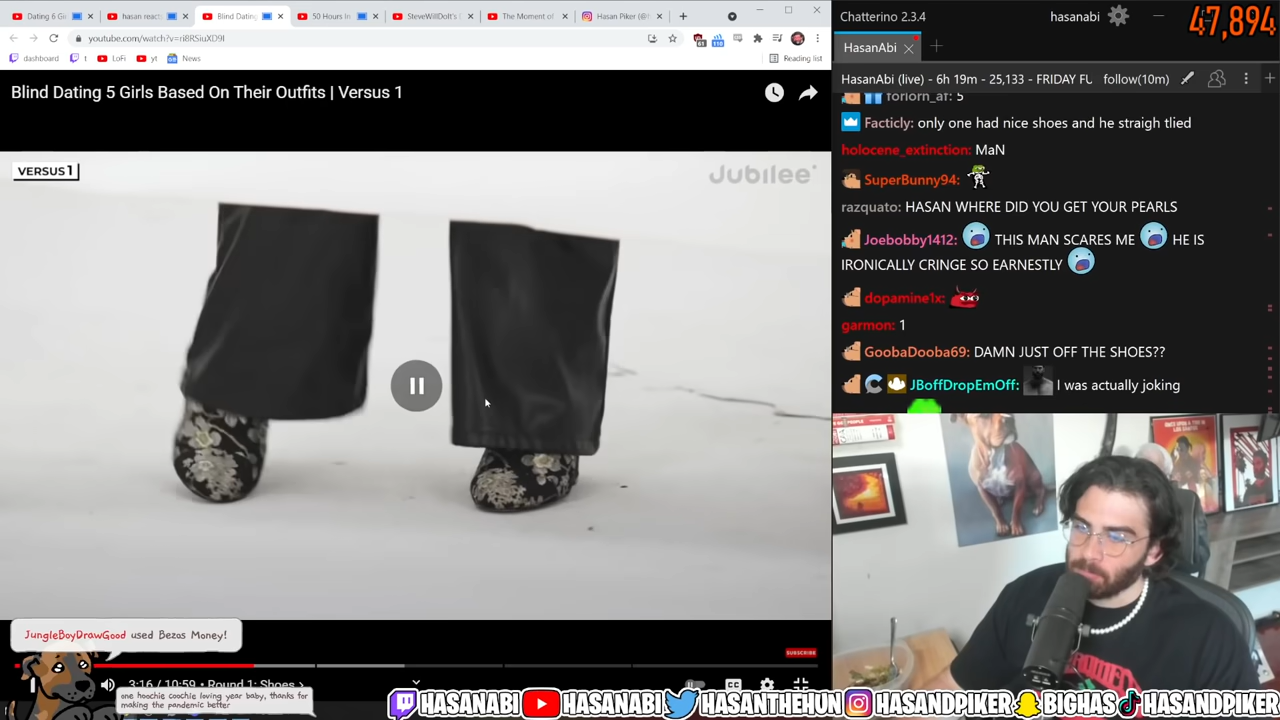 Dating 6 Gi
hasan react
Blind Dating
50 Hours In
SteveWillDoIt's
The Moment of
Hasan Piker (@h
youtube.com/watch?v=ri8RSiuXD9I
dashboard
t
LoFi
yt
News
Reading list
Blind Dating 5 Girls Based On Their Outfits | Versus 1
VERSUS 1
Jubilee
JungleBoyDrawGood used Bezos Money!
one hoochie coochie loving year baby, thanks for
making the pandemic better
3:16 / 10:59 • Round 1: Shoes >
SUBSCRIBE
CC
Chatterino 2.3.4
hasanabi
47,894
HasanAbi
HasanAbi (live) - 6h 19m - 25,133 - FRIDAY FU
follow(10m)
forlorn_af: 5
Facticly: only one had nice shoes and he straigh tlied
holocene_extinction: MaN
SuperBunny94:
razquato: HASAN WHERE DID YOU GET YOUR PEARLS
Joebobby1412: THIS MAN SCARES ME HE IS
IRONICALLY CRINGE SO EARNESTLY
dopamine1x:
garmon: 1
GoobaDooba69: DAMN JUST OFF THE SHOES??
JBoffDropEmOff: I was actually joking
HASANABI HASANABI HASANTHEHUN HASANDPIKER BIGHAS HASANDPIKER